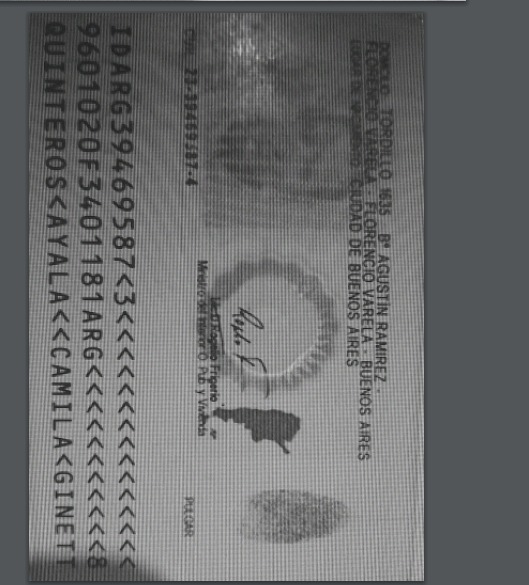 DOMICILIO: TORDILLO 1635 Bº AGUSTÍN RAMIREZ -
FLORENCIO VARELA - FLORENCIO VARELA - BUENOS AIRES
LUGAR DE NACIMIENTO: CIUDAD DE BUENOS AIRES
Lic. Rogelio Frigerio
Ministro del Interior O. Pub. y Vivienda
CUIL: 23-39469587-4
PULGAR
IDARG39469587<3<<<<<<<<<<<<<<<
9601020F3401181ARG<<<<<<<<<<<8
QUINTEROS<AYALA<<CAMILA<GINETT